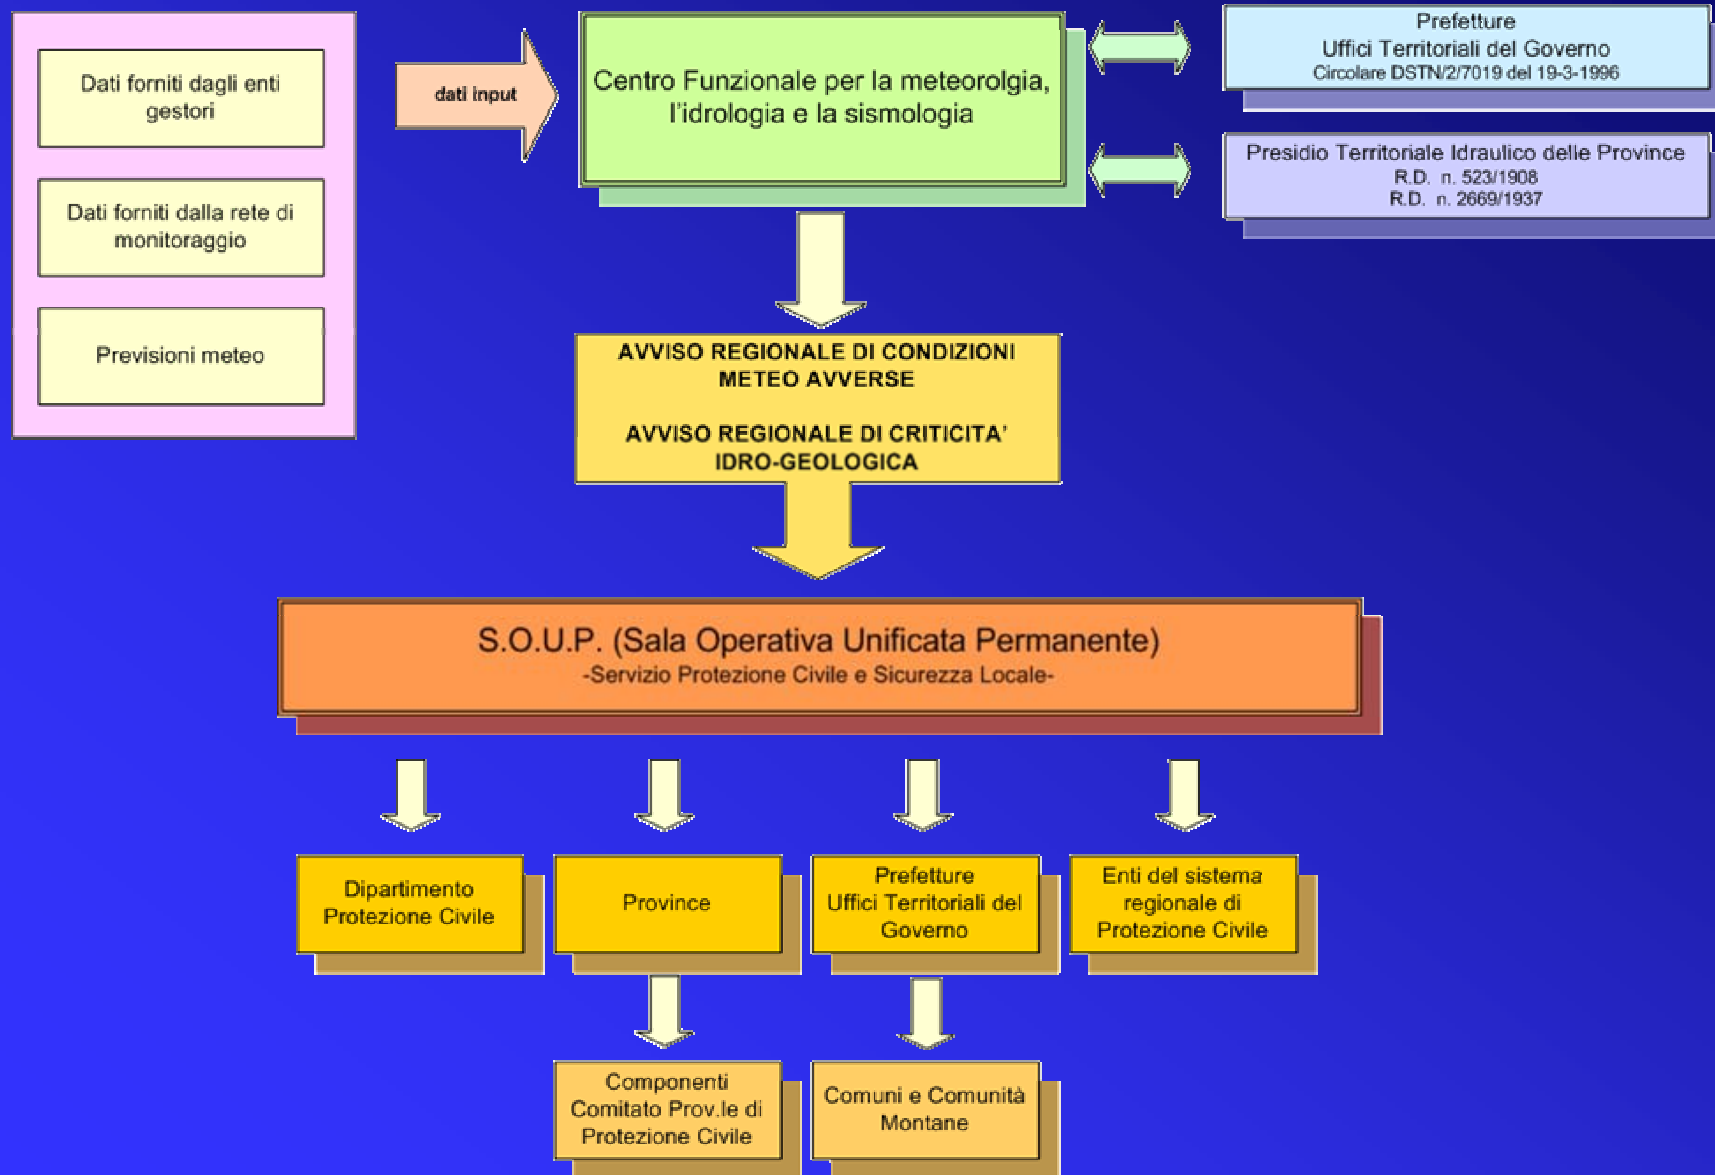 Dati forniti dagli enti
gestori
Dati forniti dalla rete di
monitoraggio
Previsioni meteo
dati input
Centro Funzionale per la meteorolgia,
l'idrologia e la sismologia
Prefetture
Uffici Territoriali del Governo
Circolare DSTN/2/7019 del 19-3-1996
Presidio Territoriale Idraulico delle Province
R.D. n. 523/1908
R.D. n. 2669/1937
AVVISO REGIONALE DI CONDIZIONI
METEO AVVERSE
AVVISO REGIONALE DI CRITICITA'
IDRO-GEOLOGICA
S.O.U.P. (Sala Operativa Unificata Permanente)
-Servizio Protezione Civile e Sicurezza Locale-
Dipartimento
Protezione Civile
Province
Prefetture
Uffici Territoriali del
Governo
Enti del sistema
regionale di
Protezione Civile
Componenti
Comitato Prov.le di
Protezione Civile
Comuni e Comunità
Montane